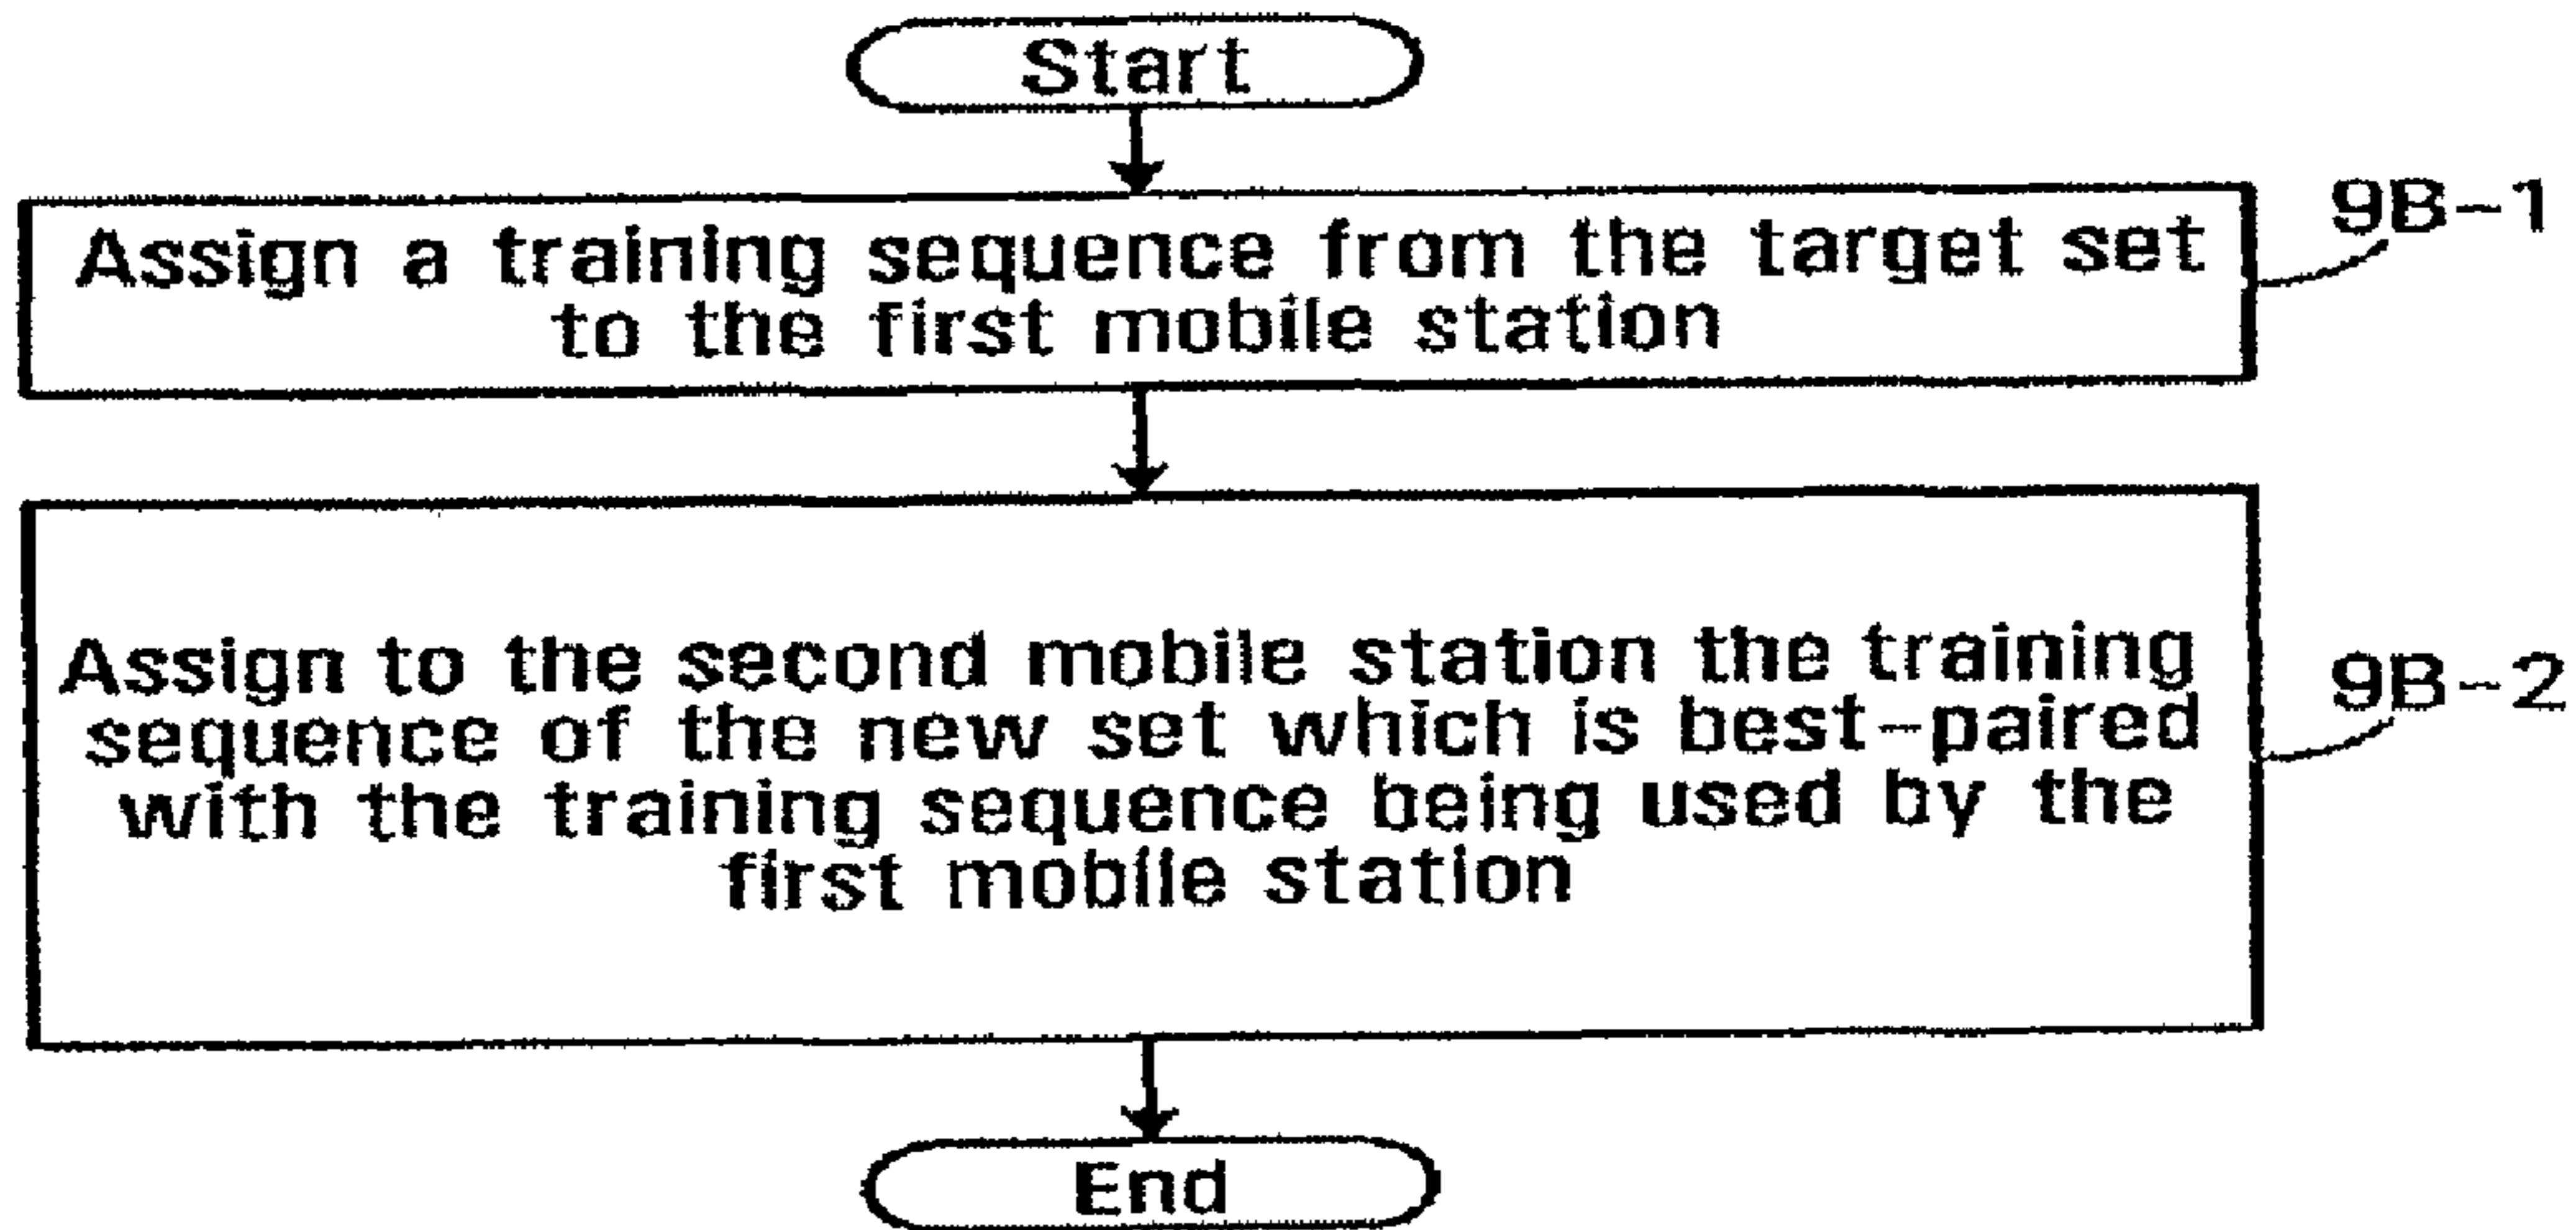 Start
Assign a training sequence from the target set
to the first mobile station
9B-1
Assign to the second mobile station the training
sequence of the new set which is best-paired
with the training sequence being used by the
first mobile station
9B-2
End